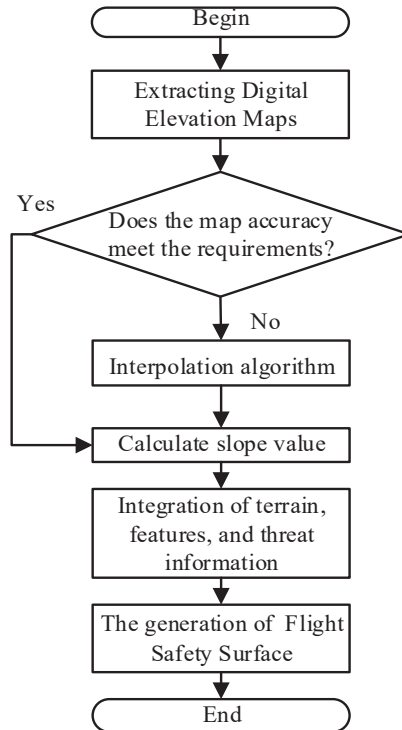 Begin
Extracting Digital
Elevation Maps
Yes
Does the map accuracy
meet the requirements?
No
Interpolation algorithm
Calculate slope value
Integration of terrain,
features, and threat
information
The generation of Flight
Safety Surface
End